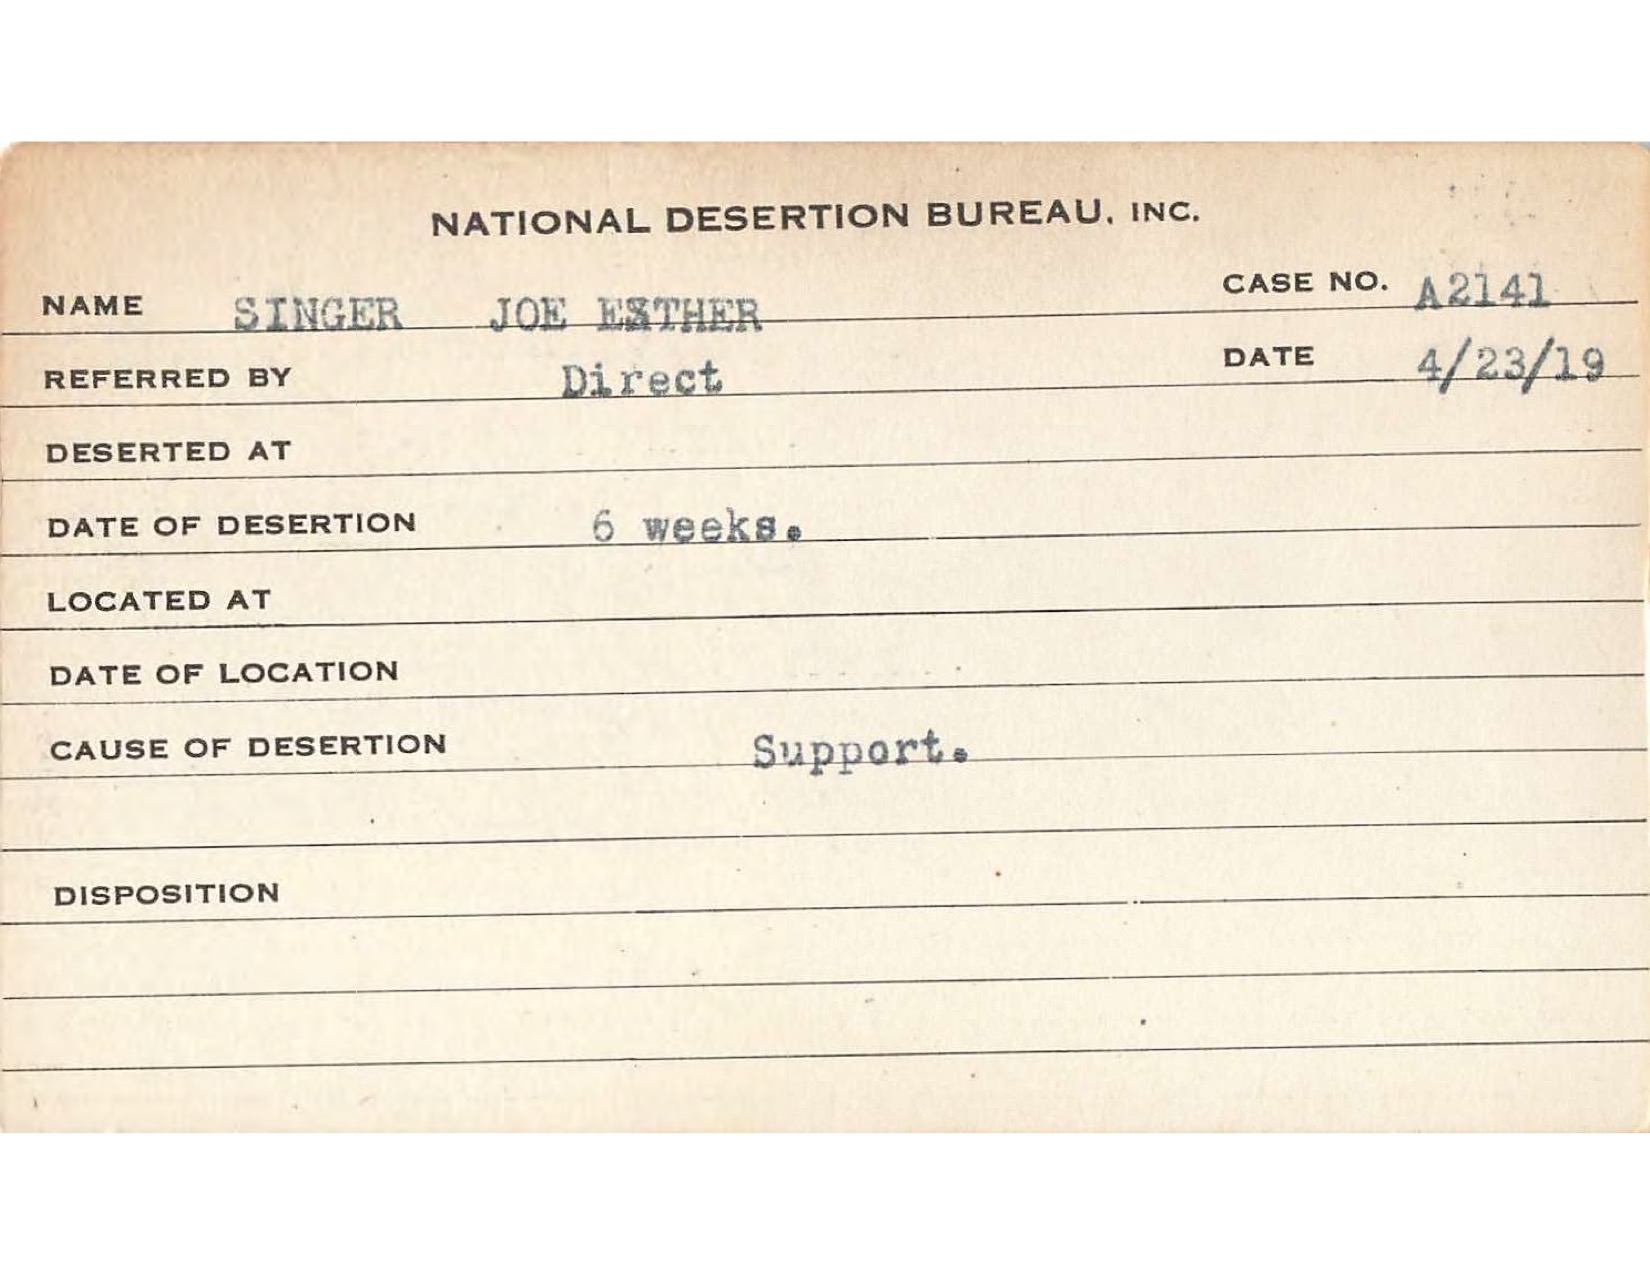 NATIONAL DESERTION BUREAU, INC.
NAME SINGER JOE ESTHER CASE NO. A2141
REFERRED BY Direct DATE 4/23/19
DESERTED AT
DATE OF DESERTION 6 weeks.
LOCATED AT
DATE OF LOCATION
CAUSE OF DESERTION Support.
DISPOSITION